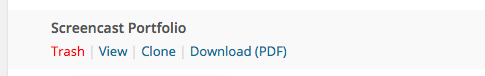 Screencast Portfolio
Trash | View | Clone | Download (PDF)